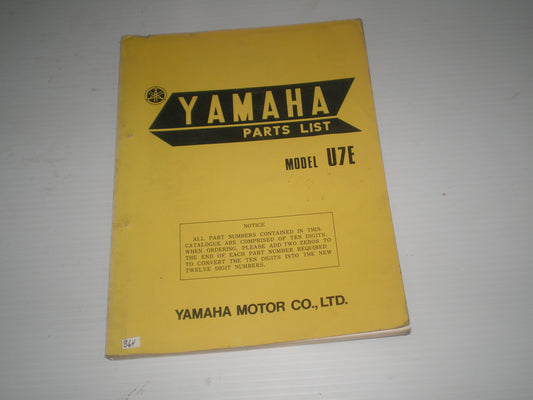 YAMAHA
PARTS LIST
MODEL U7E
NOTICE
ALL PART NUMBERS CONTAINED IN THIS
CATALOGUE ARE COMPRISED OF TEN DIGITS.
WHEN ORDERING, PLEASE ADD TWO ZEROS TO
THE END OF EACH PART NUMBER REQUIRED
TO CONVERT THE TEN DIGITS INTO THE NEW
TWELVE DIGIT NUMBERS.
YAMAHA MOTOR CO., LTD.